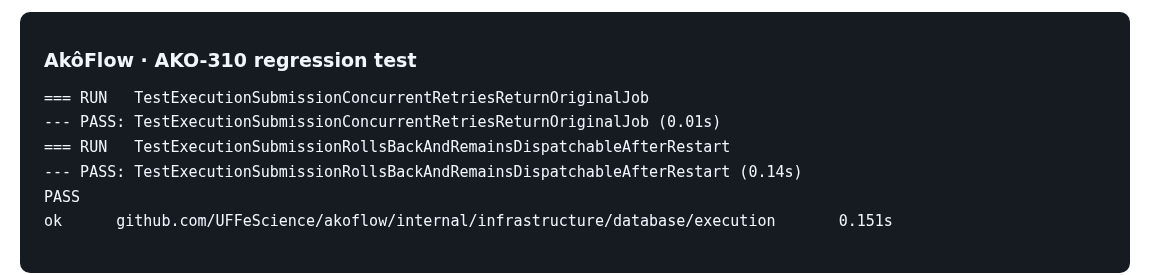 AkôFlow · AKO-310 regression test
=== RUN   TestExecutionSubmissionConcurrentRetriesReturnOriginalJob
--- PASS: TestExecutionSubmissionConcurrentRetriesReturnOriginalJob (0.01s)
=== RUN   TestExecutionSubmissionRollsBackAndRemainsDispatchableAfterRestart
--- PASS: TestExecutionSubmissionRollsBackAndRemainsDispatchableAfterRestart (0.14s)
PASS
ok      github.com/UFFeScience/akoflow/internal/infrastructure/database/execution       0.151s